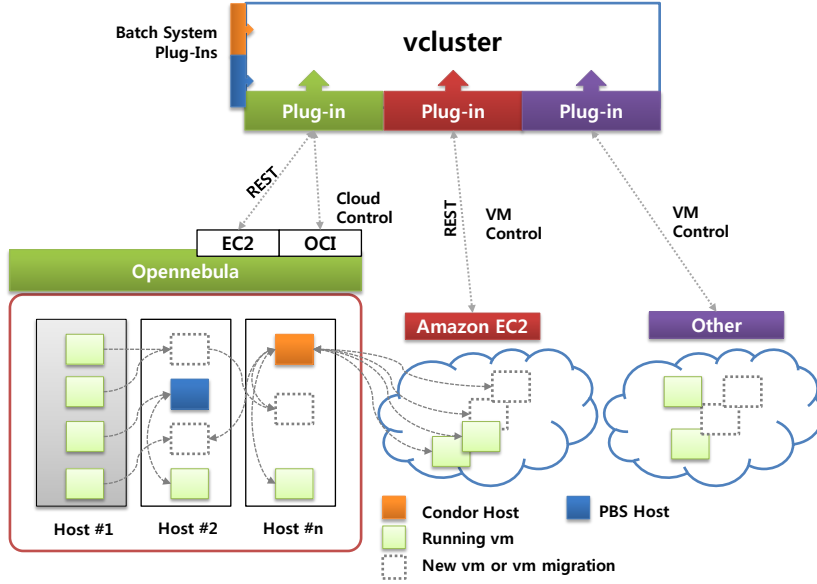 Batch System
Plug-Ins
vcluster
Plug-in
Plug-in
Plug-in
REST
Cloud
Control
REST
VM
Control
VM
Control
EC2
OCI
Opennebula
Amazon EC2
Other
Host #1
Host #2
Host #n
Condor Host
PBS Host
Running vm
New vm or vm migration